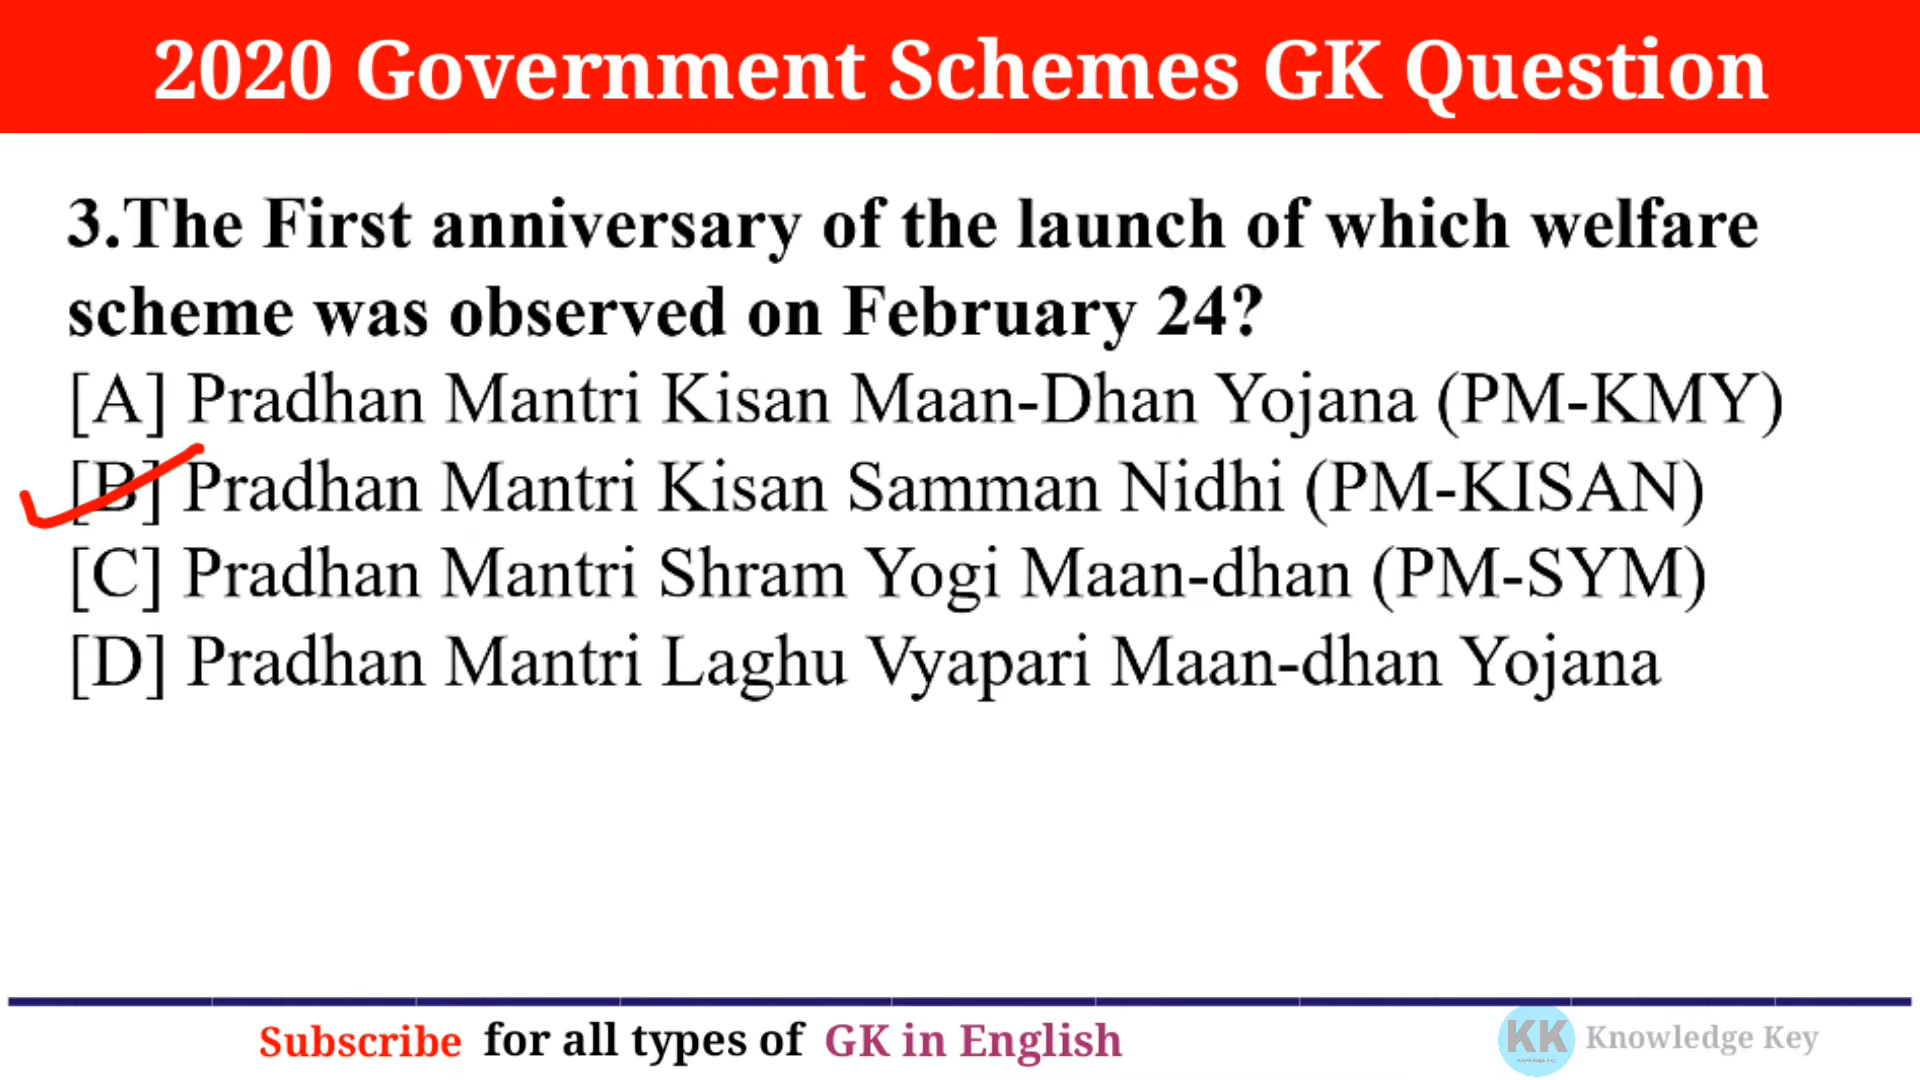 2020 Government Schemes GK Question
3.The First anniversary of the launch of which welfare
scheme was observed on February 24?
[A] Pradhan Mantri Kisan Maan-Dhan Yojana (PM-KMY)
[B] Pradhan Mantri Kisan Samman Nidhi (PM-KISAN)
[C] Pradhan Mantri Shram Yogi Maan-dhan (PM-SYM)
[D] Pradhan Mantri Laghu Vyapari Maan-dhan Yojana
Subscribe for all types of GK in English
KK Knowledge Key